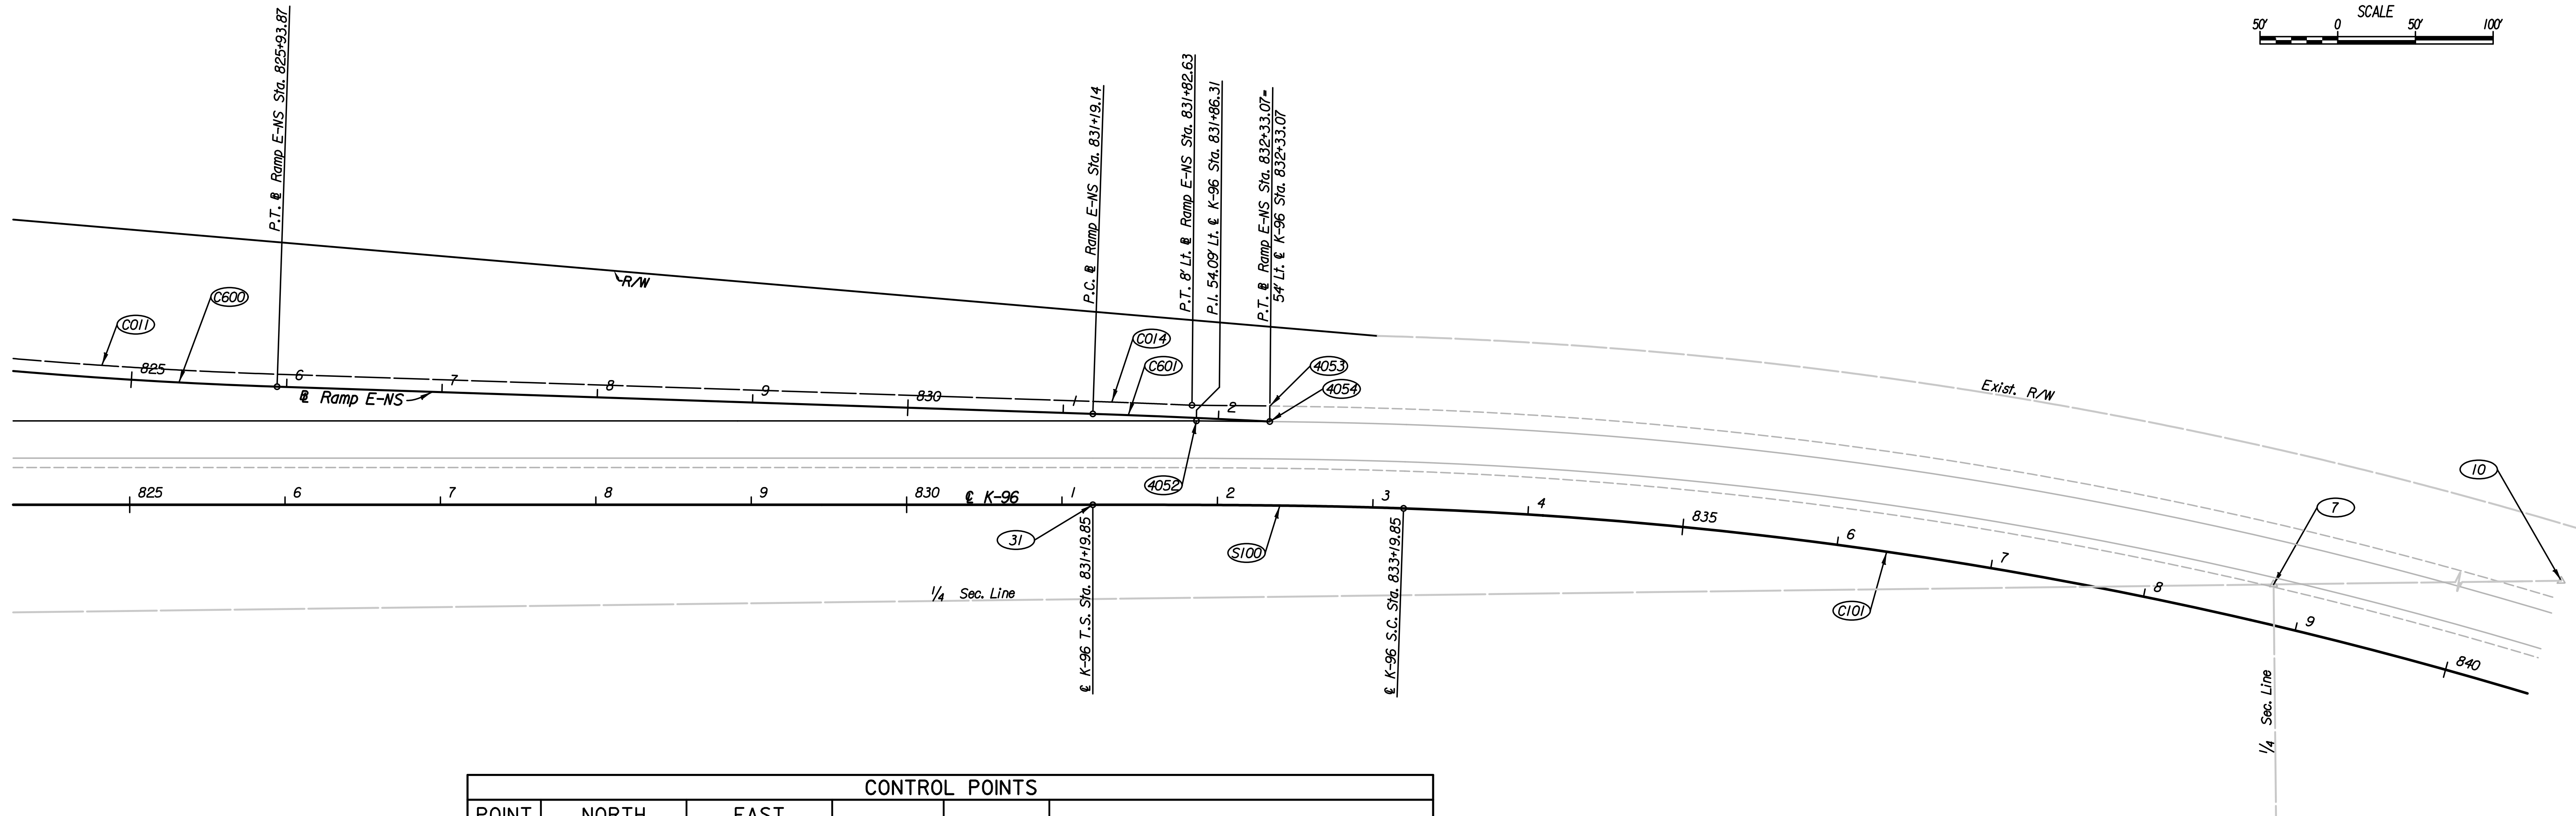 SCALE
50' 0 50' 100'
P.T. ℄ Ramp E-NS Sta. 825+93.87
P.C. ℄ Ramp E-NS Sta. 831+19.14
P.T. 8' Lt. ℄ Ramp E-NS Sta. 831+82.63
P.I. 54.09' Lt. ℄ K-96 Sta. 831+86.31
P.T. ℄ Ramp E-NS Sta. 832+33.07=
54' Lt. ℄ K-96 Sta. 832+33.07
R/W
C011
C600
C014
C601
4053
4054
Exist. R/W
825 6 7 8 9 830 1 2
℄ Ramp E-NS
4052
10
7
825 6 7 8 9 830 ℄ K-96 1 2 3 4 835 6 7 8 9 840
31
S100
C101
℄ K-96 T.S. Sta. 831+19.85
℄ K-96 S.C. Sta. 833+19.85
1/4 Sec. Line
1/4 Sec. Line
CONTROL POINTS
POINT NORTH EAST